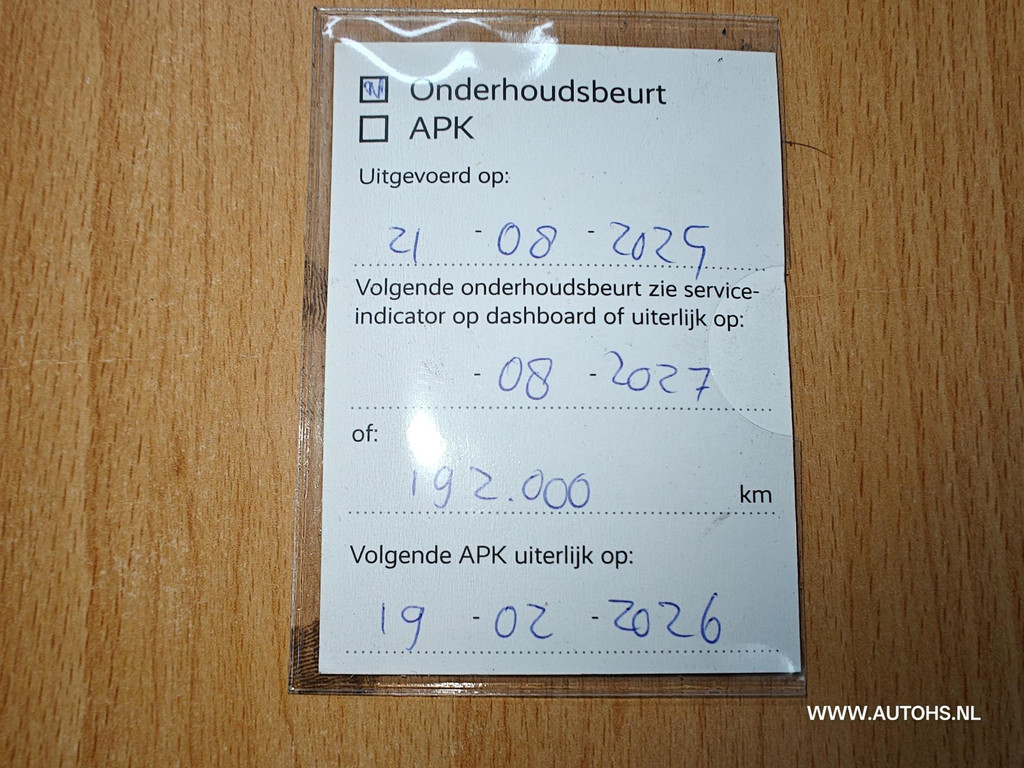 Onderhoudsbeurt
APK
Uitgevoerd op:
21 - 08 - 2025
Volgende onderhoudsbeurt zie service-
indicator op dashboard of uiterlijk op:
- 08 - 2027
of:
192.000 km
Volgende APK uiterlijk op:
19 - 02 - 2026
WWW.AUTOHS.NL